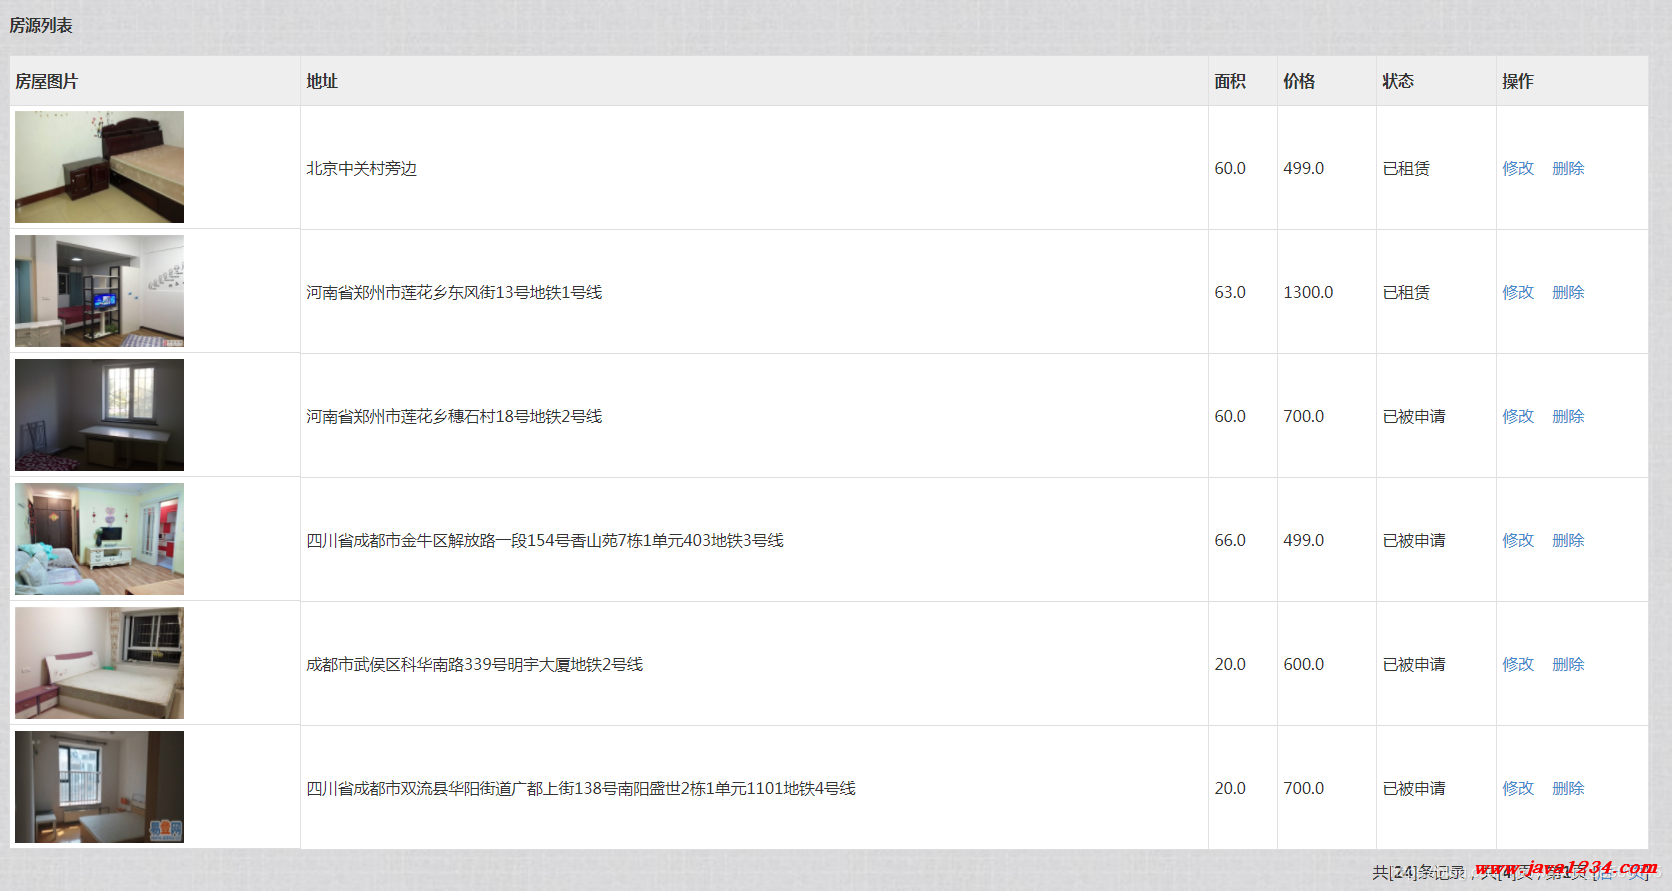 房源列表
房屋图片 地址 面积 价格 状态 操作
北京中关村旁边 60.0 499.0 已租赁 修改 删除
河南省郑州市莲花乡东风街13号地铁1号线 63.0 1300.0 已租赁 修改 删除
河南省郑州市莲花乡穗石村18号地铁2号线 60.0 700.0 已被申请 修改 删除
四川省成都市金牛区解放路一段154号香山苑7栋1单元403地铁3号线 66.0 499.0 已被申请 修改 删除
成都市武侯区科华南路339号明宇大厦地铁2号线 20.0 600.0 已被申请 修改 删除
四川省成都市双流县华阳街道广都上街138号南阳盛世2栋1单元1101地铁4号线 20.0 700.0 已被申请 修改 删除
共[24]条记录 共[4]页 第1页
www.java1234.com